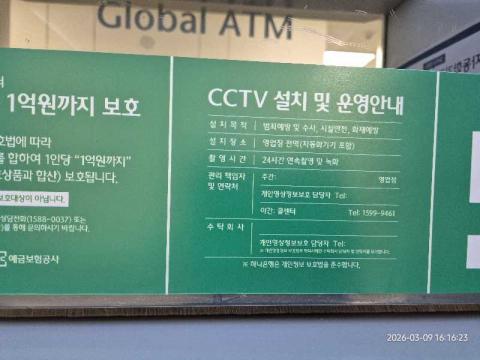 Global ATM
1억원까지 보호
호법에 따라
를 합하여 1인당 "1억원까지"
상품과 합산) 보호됩니다.
보호대상이 아닙니다.
상담전화(1588-0037) 또는
를 통해 문의하시기 바랍니다.
예금보험공사
CCTV 설치 및 운영안내
설 치 목 적 범죄예방 및 수사, 시설안전, 화재예방
설 치 장 소 영업점 전역(자동화기기 포함)
촬 영 시 간 24시간 연속촬영 및 녹화
관리 책임자 주간: 영업점
및 연락처 개인영상정보보호 담당자 Tel:
야간: 콜센터 Tel: 1599-9461
수 탁 회 사
개인영상정보보호 담당자 Tel:
※ 하나은행은 개인정보 보호법을 준수합니다.
2026-03-09 16:16:23